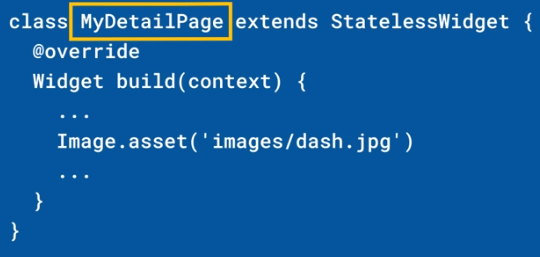 class MyDetailPage extends StatelessWidget {
  @override
  Widget build(context) {
    ...
    Image.asset('images/dash.jpg')
    ...
  }
}